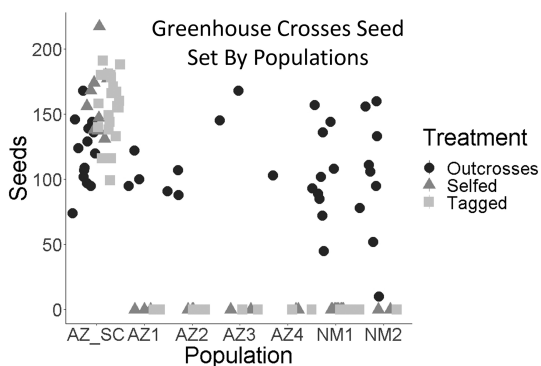 Greenhouse Crosses Seed
Set By Populations
200
150
100
50
0
Seeds
AZ_SC AZ1 AZ2 AZ3 AZ4 NM1 NM2
Population
Treatment
Outcrosses
Selfed
Tagged